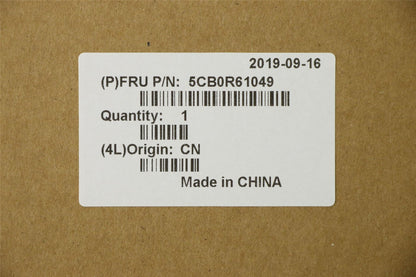 2019-09-16
(P)FRU P/N: 5CB0R61049
Quantity: 1
(4L)Origin: CN
Made in CHINA